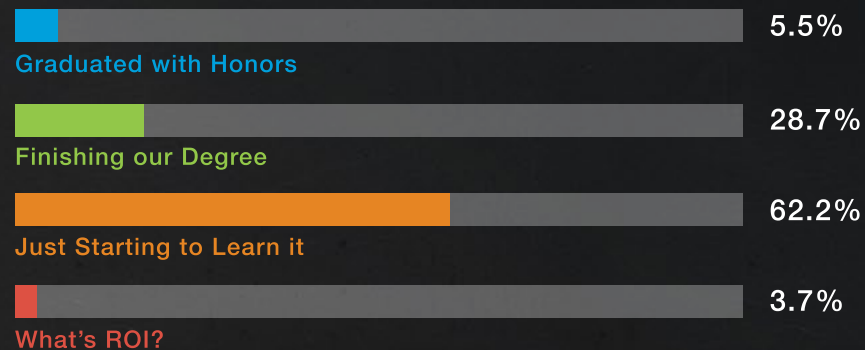 5.5%
Graduated with Honors
28.7%
Finishing our Degree
62.2%
Just Starting to Learn it
3.7%
What’s ROI?